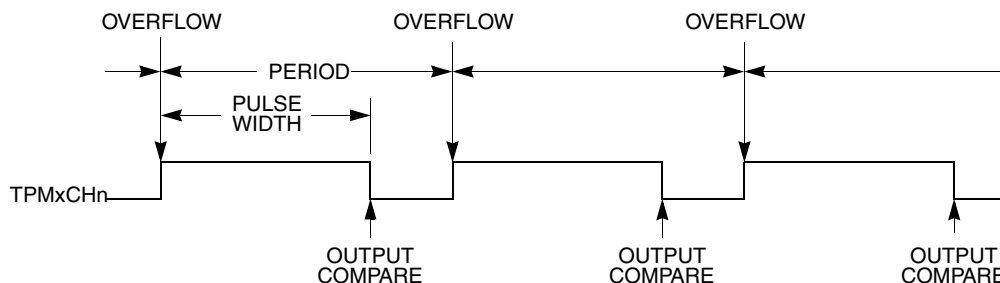 OVERFLOW
OVERFLOW
OVERFLOW
PERIOD
PULSE
WIDTH
TPMxCHn
OUTPUT
COMPARE
OUTPUT
COMPARE
OUTPUT
COMPARE